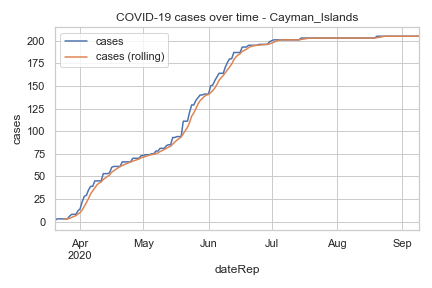 COVID-19 cases over time - Cayman_Islands
cases
cases (rolling)
200
175
150
125
100
75
50
25
0
cases
Apr May Jun Jul Aug Sep
2020
dateRep